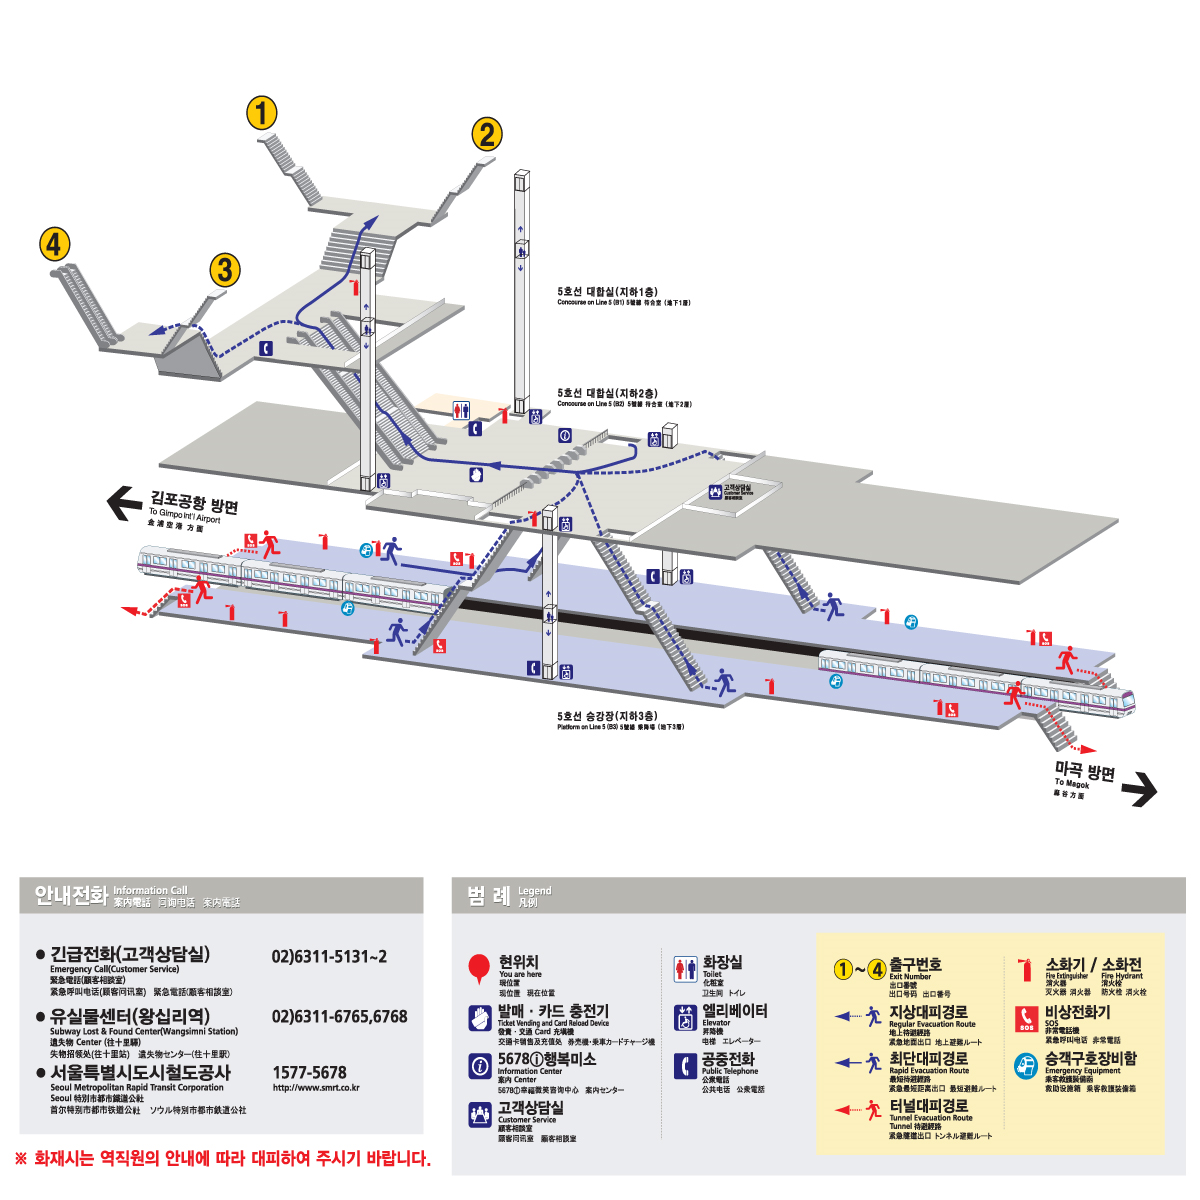 1
2
4
3
5호선 대합실(지하1층)
Concourse on Line 5 (B1) 5號線 待合室 (地下1層)
5호선 대합실(지하2층)
Concourse on Line 5 (B2) 5號線 待合室 (地下2層)
고객상담실
Customer Service
顧客相談室
김포공항 방면
To Gimpo Int'l Airport
金浦空港 方面
SOS
SOS
SOS
SOS
SOS
SOS
5호선 승강장(지하3층)
Platform on Line 5 (B3) 5號線 乘降場 (地下3層)
마곡 방면
To Magok
麻谷方面
안내전화 Information Call
案内電話 问询电话 案内電話
● 긴급전화(고객상담실) 02)6311-5131~2
Emergency Call(Customer Service)
緊急電話(顧客相談室)
紧急呼叫电话(顾客问讯室) 緊急電話(顧客相談室)
● 유실물센터(왕십리역) 02)6311-6765,6768
Subway Lost & Found Center(Wangsimni Station)
遺失物 Center (往十里驛)
失物招领处(往十里站) 遺失物センター(往十里駅)
● 서울특별시도시철도공사 1577-5678
Seoul Metropolitan Rapid Transit Corporation http://www.smrt.co.kr
Seoul 特別市都市鐵道公社
首尔特别市都市铁道公社 ソウル特別市都市鉄道公社
※ 화재시는 역직원의 안내에 따라 대피하여 주시기 바랍니다.
범 례 Legend
凡例
현위치
You are here
現位置
现位置 現在位置
발매 · 카드 충전기
Ticket Vending and Card Reload Device
發賣 · 交通 Card 充塡機
交通卡销售及充值处 券売機·乗車カードチャージ機
5678ⓘ행복미소
Information Center
案内 Center
5678ⓘ幸福微笑咨询中心 案内センター
고객상담실
Customer Service
顧客相談室
顾客问讯室 顧客相談室
화장실
Toilet
化粧室
卫生间 トイレ
엘리베이터
Elevator
昇降機
电梯 エレベーター
공중전화
Public Telephone
公衆電話
公共电话 公衆電話
1~4 출구번호
Exit Number
出口番號
出口号码 出口番号
지상대피경로
Regular Evacuation Route
地上待避經路
紧急地面出口 地上避難ルート
최단대피경로
Rapid Evacuation Route
最短待避經路
紧急最短距离出口 最短避難ルート
터널대피경로
Tunnel Evacuation Route
Tunnel 待避經路
紧急隧道出口 トンネル避難ルート
소화기 / 소화전
Fire Extinguisher Fire Hydrant
消火器 消火栓
灭火器 消火器 防火栓 消火栓
SOS
비상전화기
SOS
非常電話機
紧急呼叫电话 非常電話
승객구호장비함
Emergency Equipment
乘客救護裝備函
救助设施箱 乗客救護装備箱